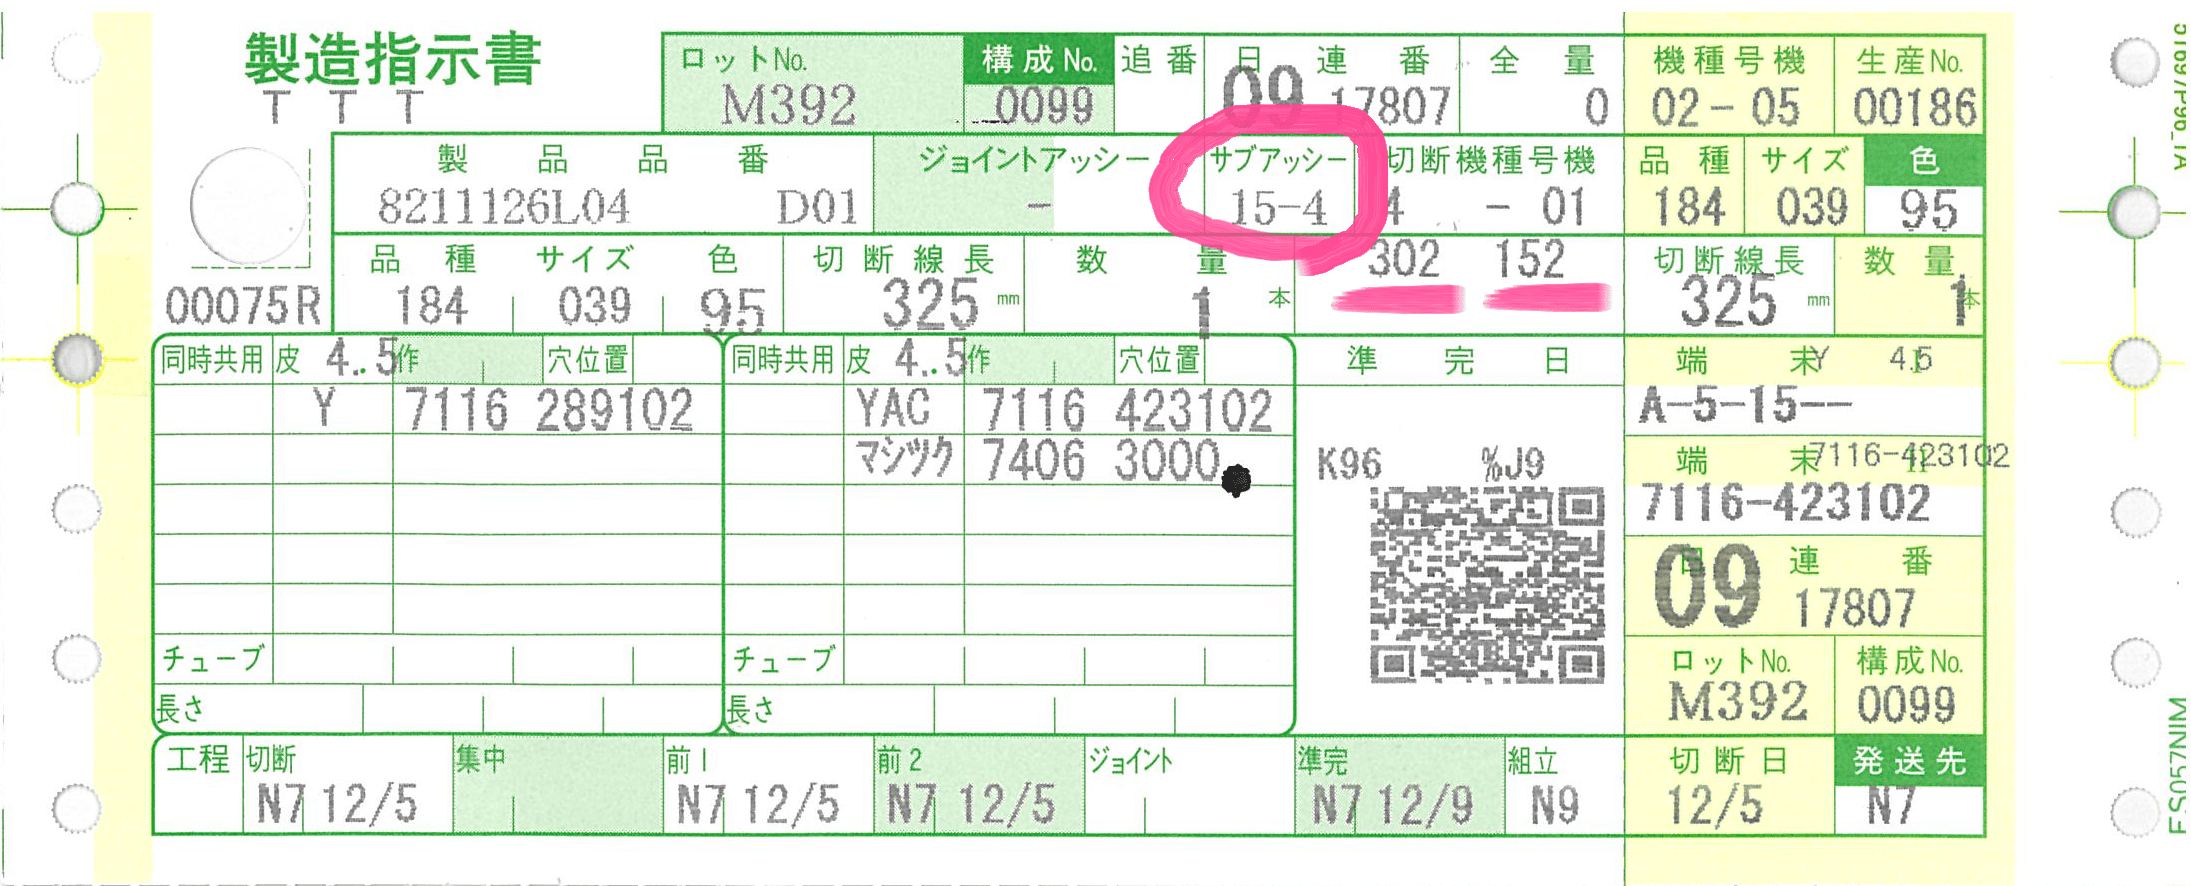 製造指示書
T T T
ロットNo. 構成No. 追番 日 連番 全量 機種号機 生産No.
M392 0099 09 17807 0 02-05 00186
製品品番 ジョイントアッシー サブアッシー 切断機種号機 品種 サイズ 色
8211126L04 D01 - 15-4 4 - 01 184 039 95
品種 サイズ 色 切断線長 数量 302 152 切断線長 数量
00075R 184 039 95 325 mm 1 本 325 mm 1 本
同時共用 皮 4..5 作 穴位置 同時共用 皮 4..5 作 穴位置 準完日 端末 Y 4.5
Y 7116 289102 YAC 7116 423102 A-5-15--
マシツク 7406 3000 K96 %J9 端末 7116-423102
7116-423102
日 連番
09 17807
チューブ チューブ ロットNo. 構成No.
長さ 長さ M392 0099
工程 切断 集中 前1 前2 ジョイント 準完 組立 切断日 発送先
N7 12/5 N7 12/5 N7 12/5 N7 12/9 N9 12/5 N7
ES057NIM